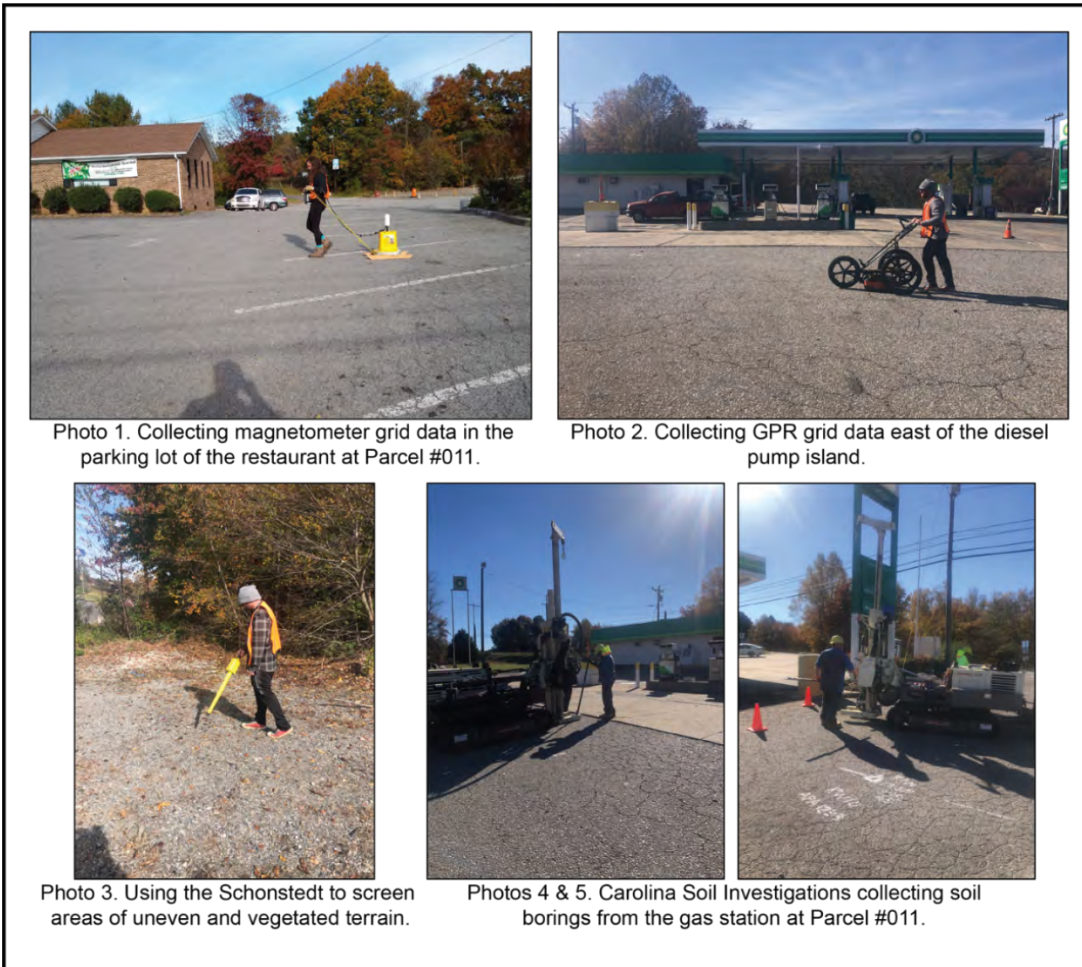 Photo 1. Collecting magnetometer grid data in the
parking lot of the restaurant at Parcel #011.
Photo 2. Collecting GPR grid data east of the diesel
pump island.
Photo 3. Using the Schonstedt to screen
areas of uneven and vegetated terrain.
Photos 4 & 5. Carolina Soil Investigations collecting soil
borings from the gas station at Parcel #011.